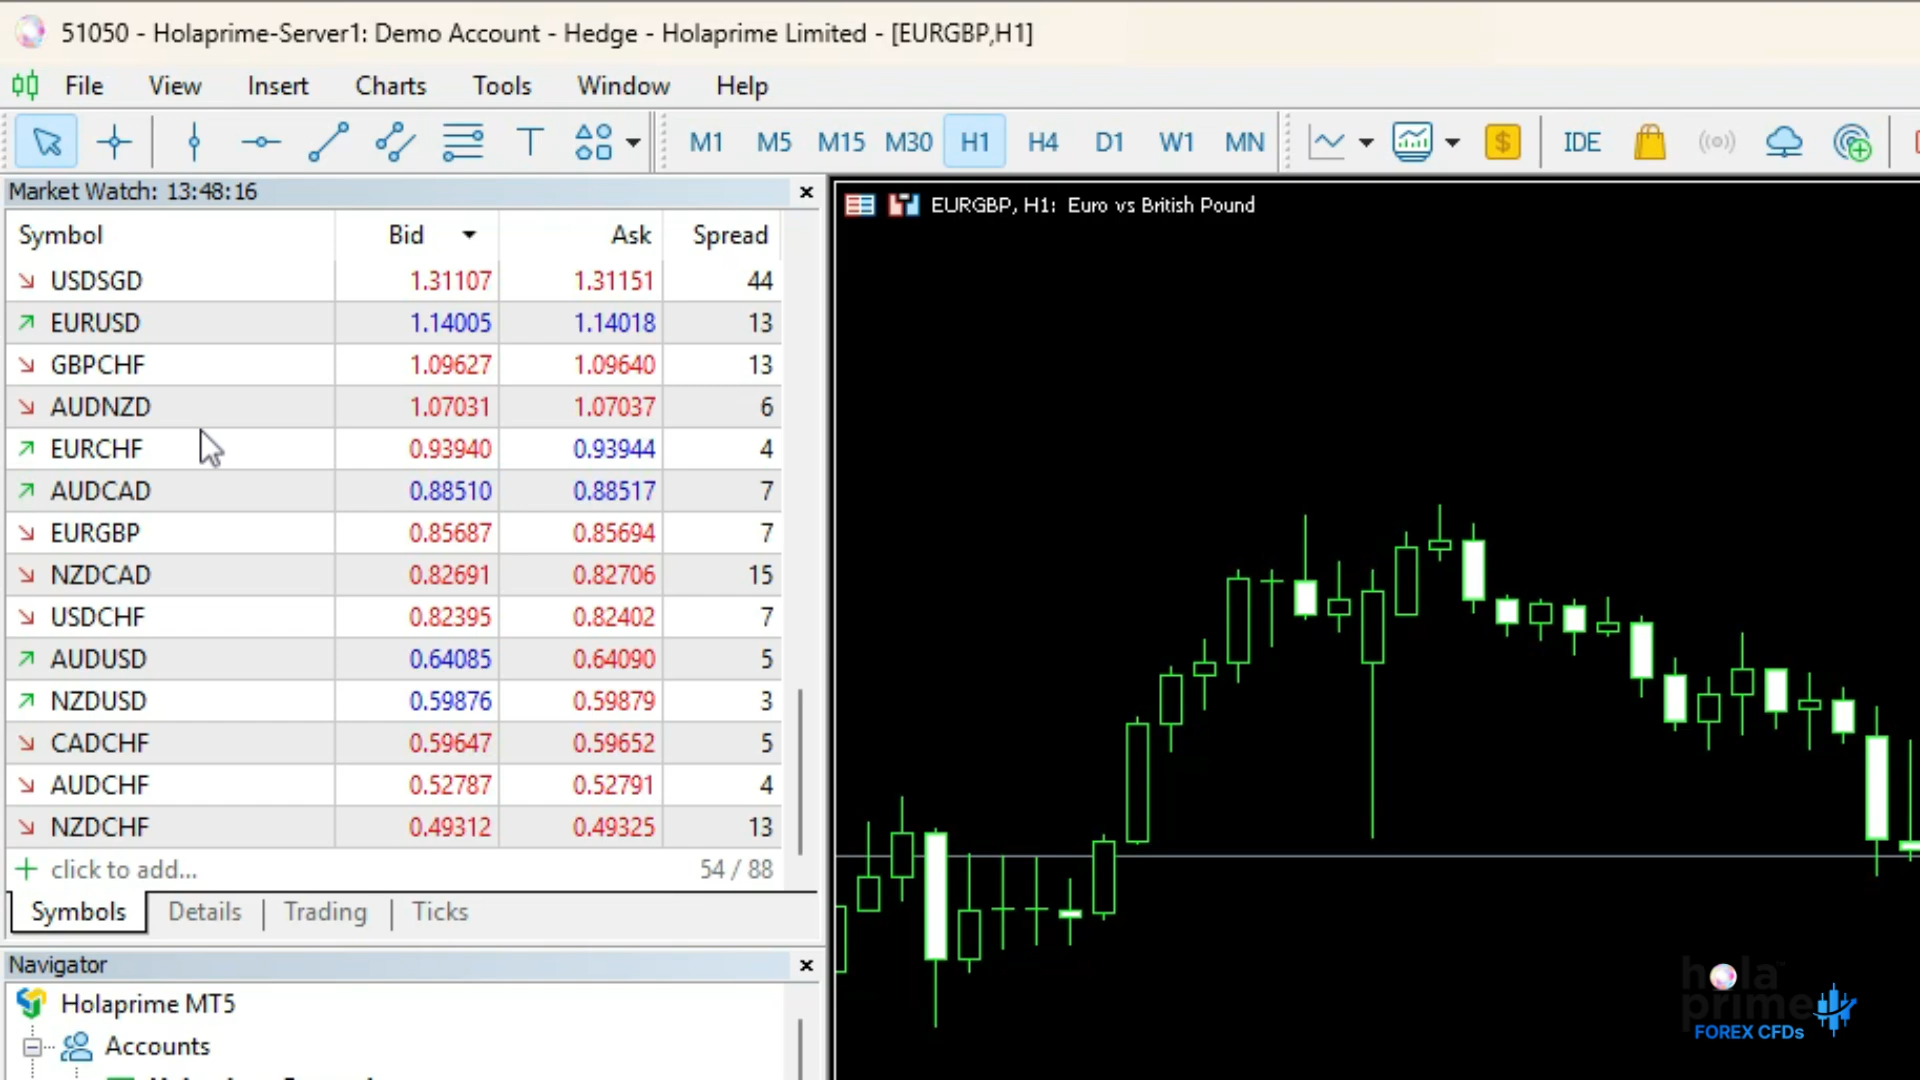 51050 - Holaprime-Server1: Demo Account - Hedge - Holaprime Limited - [EURGBP,H1]
File View Insert Charts Tools Window Help
T M1 M5 M15 M30 H1 H4 D1 W1 MN $ IDE
Market Watch: 13:48:16
EURGBP, H1: Euro vs British Pound
Symbol Bid Ask Spread
USDSGD 1.31107 1.31151 44
EURUSD 1.14005 1.14018 13
GBPCHF 1.09627 1.09640 13
AUDNZD 1.07031 1.07037 6
EURCHF 0.93940 0.93944 4
AUDCAD 0.88510 0.88517 7
EURGBP 0.85687 0.85694 7
NZDCAD 0.82691 0.82706 15
USDCHF 0.82395 0.82402 7
AUDUSD 0.64085 0.64090 5
NZDUSD 0.59876 0.59879 3
CADCHF 0.59647 0.59652 5
AUDCHF 0.52787 0.52791 4
NZDCHF 0.49312 0.49325 13
click to add... 54 / 88
Symbols Details Trading Ticks
Navigator
Holaprime MT5
Accounts
hola
prime
FOREX CFDs